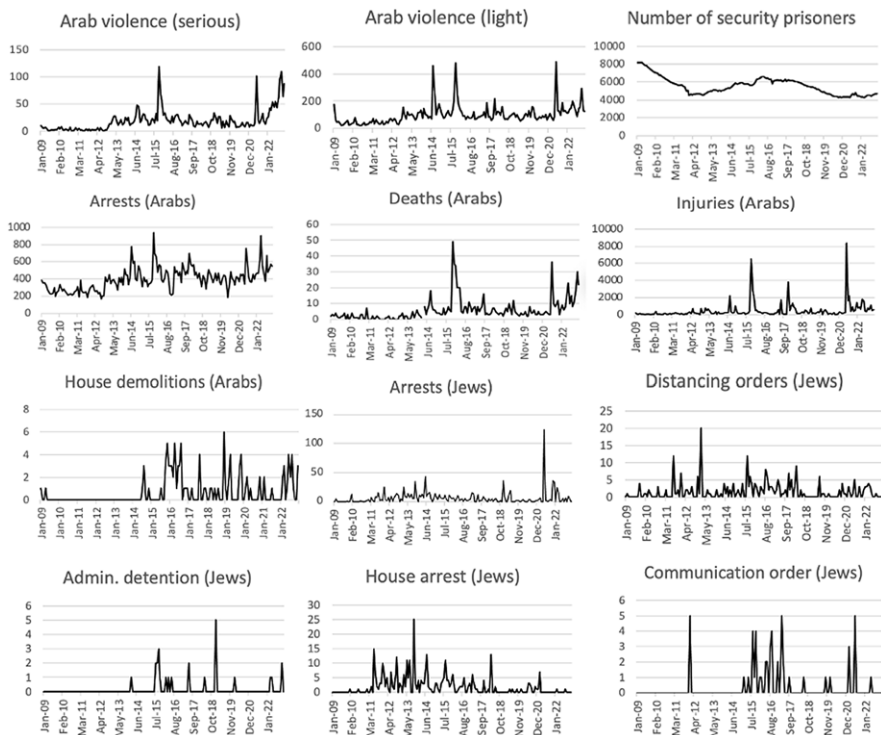 Arab violence (serious)
150
100
50
0
Jan-09 Feb-10 Mar-11 Apr-12 May-13 Jun-14 Jul-15 Aug-16 Sep-17 Oct-18 Nov-19 Dec-20 Jan-22
Arab violence (light)
600
400
200
0
Jan-09 Feb-10 Mar-11 Apr-12 May-13 Jun-14 Jul-15 Aug-16 Sep-17 Oct-18 Nov-19 Dec-20 Jan-22
Number of security prisoners
10000
8000
6000
4000
2000
0
Jan-09 Feb-10 Mar-11 Apr-12 May-13 Jun-14 Jul-15 Aug-16 Sep-17 Oct-18 Nov-19 Dec-20 Jan-22
Arrests (Arabs)
1000
800
600
400
200
0
Jan-09 Feb-10 Mar-11 Apr-12 May-13 Jun-14 Jul-15 Aug-16 Sep-17 Oct-18 Nov-19 Dec-20 Jan-22
Deaths (Arabs)
60
50
40
30
20
10
0
Jan-09 Feb-10 Mar-11 Apr-12 May-13 Jun-14 Jul-15 Aug-16 Sep-17 Oct-18 Nov-19 Dec-20 Jan-22
Injuries (Arabs)
10000
8000
6000
4000
2000
0
Jan-09 Feb-10 Mar-11 Apr-12 May-13 Jun-14 Jul-15 Aug-16 Sep-17 Oct-18 Nov-19 Dec-20 Jan-22
House demolitions (Arabs)
8
6
4
2
0
Jan-09 Jan-10 Jan-11 Jan-12 Jan-13 Jan-14 Jan-15 Jan-16 Jan-17 Jan-18 Jan-19 Jan-20 Jan-21 Jan-22
Arrests (Jews)
150
100
50
0
Jan-09 Feb-10 Mar-11 Apr-12 May-13 Jun-14 Jul-15 Aug-16 Sep-17 Oct-18 Nov-19 Dec-20 Jan-22
Distancing orders (Jews)
25
20
15
10
5
0
Jan-09 Feb-10 Mar-11 Apr-12 May-13 Jun-14 Jul-15 Aug-16 Sep-17 Oct-18 Nov-19 Dec-20 Jan-22
Admin. detention (Jews)
6
5
4
3
2
1
0
Jan-09 Feb-10 Mar-11 Apr-12 May-13 Jun-14 Jul-15 Aug-16 Sep-17 Oct-18 Nov-19 Dec-20 Jan-22
House arrest (Jews)
30
25
20
15
10
5
0
Jan-09 Feb-10 Mar-11 Apr-12 May-13 Jun-14 Jul-15 Aug-16 Sep-17 Oct-18 Nov-19 Dec-20 Jan-22
Communication order (Jews)
6
5
4
3
2
1
0
Jan-09 Feb-10 Mar-11 Apr-12 May-13 Jun-14 Jul-15 Aug-16 Sep-17 Oct-18 Nov-19 Dec-20 Jan-22